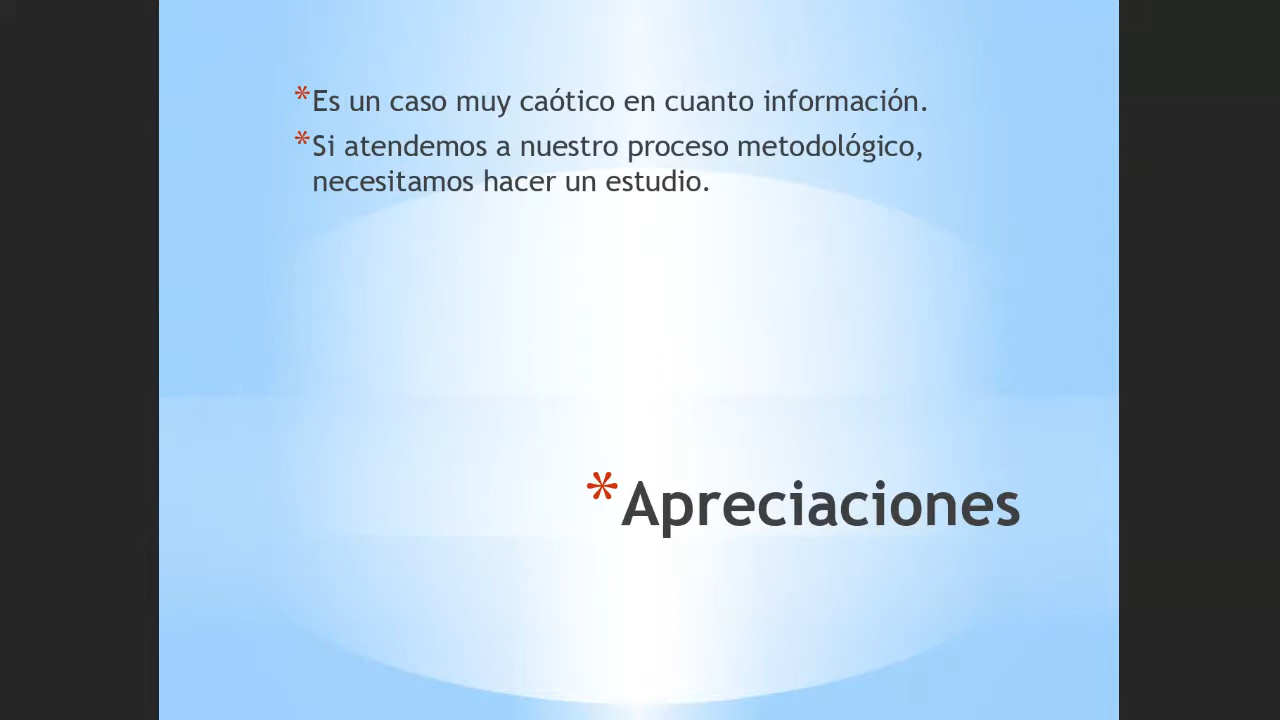 *Es un caso muy caótico en cuanto información.
*Si atendemos a nuestro proceso metodológico,
necesitamos hacer un estudio.
*Apreciaciones